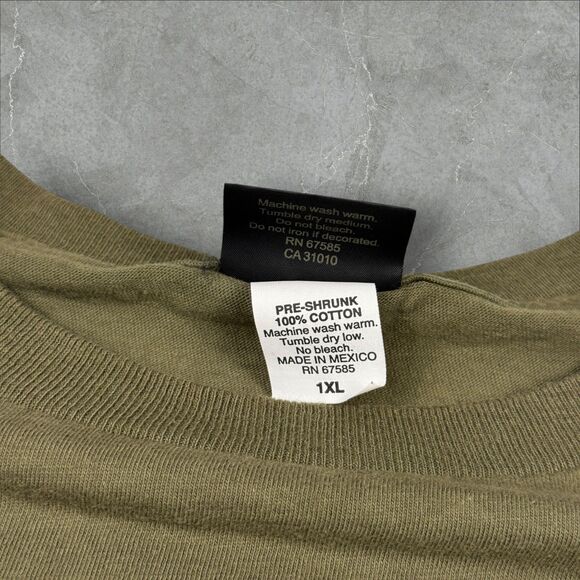 Machine wash warm.
Tumble dry medium.
Do not bleach.
Do not iron if decorated.
RN 67585
CA 31010
PRE-SHRUNK
100% COTTON
Machine wash warm.
Tumble dry low.
No bleach.
MADE IN MEXICO
RN 67585
1XL